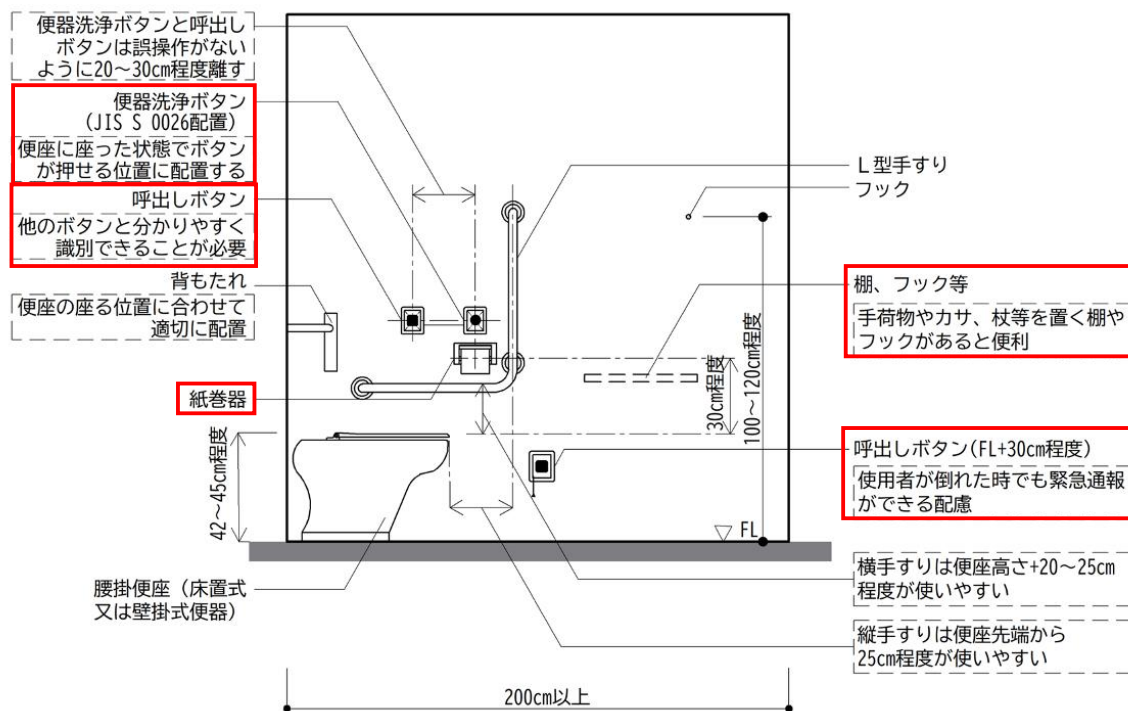 便器洗浄ボタンと呼出し
ボタンは誤操作がない
ように20～30cm程度離す
便器洗浄ボタン
(JIS S 0026配置)
便座に座った状態でボタン
が押せる位置に配置する
呼出しボタン
他のボタンと分かりやすく
識別できることが必要
背もたれ
便座の座る位置に合わせて
適切に配置
紙巻器
42～45cm程度
腰掛便座（床置式
又は壁掛式便器）
L型手すり
フック
棚、フック等
手荷物やカサ、杖等を置く棚や
フックがあると便利
30cm程度
100～120cm程度
呼出しボタン(FL+30cm程度)
使用者が倒れた時でも緊急通報
ができる配慮
FL
横手すりは便座高さ+20～25cm
程度が使いやすい
縦手すりは便座先端から
25cm程度が使いやすい
200cm以上